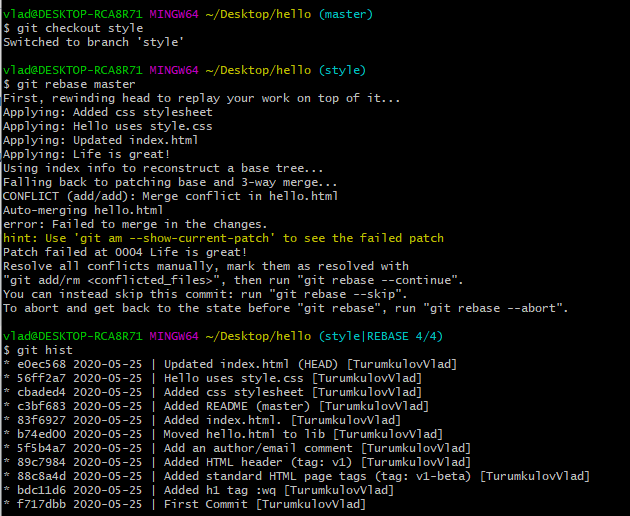 vlad@DESKTOP-RCA8R71 MINGW64 ~/Desktop/hello (master)
$ git checkout style
Switched to branch 'style'
vlad@DESKTOP-RCA8R71 MINGW64 ~/Desktop/hello (style)
$ git rebase master
First, rewinding head to replay your work on top of it...
Applying: Added css stylesheet
Applying: Hello uses style.css
Applying: Updated index.html
Applying: Life is great!
Using index info to reconstruct a base tree...
Falling back to patching base and 3-way merge...
CONFLICT (add/add): Merge conflict in hello.html
Auto-merging hello.html
error: Failed to merge in the changes.
hint: Use 'git am --show-current-patch' to see the failed patch
Patch failed at 0004 Life is great!
Resolve all conflicts manually, mark them as resolved with
"git add/rm <conflicted_files>", then run "git rebase --continue".
You can instead skip this commit: run "git rebase --skip".
To abort and get back to the state before "git rebase", run "git rebase --abort".
vlad@DESKTOP-RCA8R71 MINGW64 ~/Desktop/hello (style|REBASE 4/4)
$ git hist
* e0ec568 2020-05-25 | Updated index.html (HEAD) [TurumkulovVlad]
* 56ff2a7 2020-05-25 | Hello uses style.css [TurumkulovVlad]
* cbaded4 2020-05-25 | Added css stylesheet [TurumkulovVlad]
* c3bf683 2020-05-25 | Added README (master) [TurumkulovVlad]
* 83f6927 2020-05-25 | Added index.html. [TurumkulovVlad]
* b74ed00 2020-05-25 | Moved hello.html to lib [TurumkulovVlad]
* 5f5b4a7 2020-05-25 | Add an author/email comment [TurumkulovVlad]
* 89c7984 2020-05-25 | Added HTML header (tag: v1) [TurumkulovVlad]
* 88c8a4d 2020-05-25 | Added standard HTML page tags (tag: v1-beta) [TurumkulovVlad]
* bdc11d6 2020-05-25 | Added h1 tag :wq [TurumkulovVlad]
* f717dbb 2020-05-25 | First Commit [TurumkulovVlad]